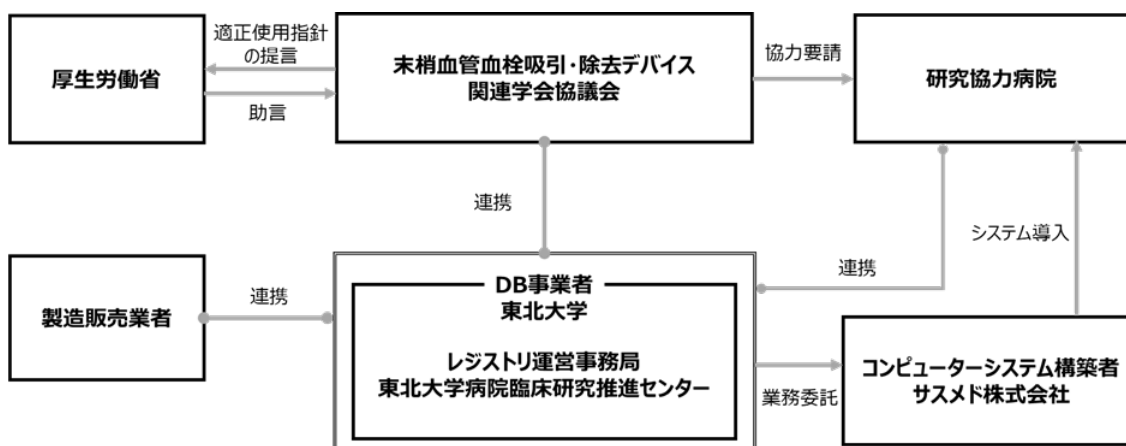 厚生労働省
適正使用指針
の提言
助言
末梢血管血栓吸引・除去デバイス
関連学会協議会
協力要請
研究協力病院
連携
システム導入
連携
製造販売業者
連携
DB事業者
東北大学
レジストリ運営事務局
東北大学病院臨床研究推進センター
業務委託
コンピューターシステム構築者
サスメド株式会社